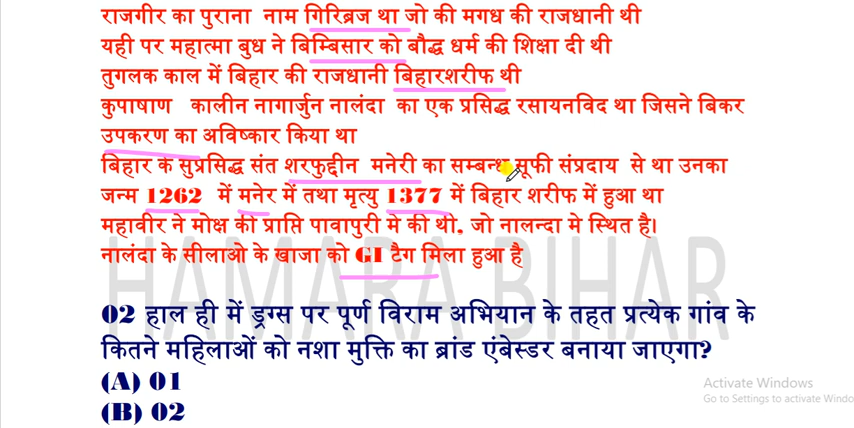 राजगीर का पुराना नाम गिरिब्रज था जो की मगध की राजधानी थी
यही पर महात्मा बुध ने बिम्बिसार को बौद्ध धर्म की शिक्षा दी थी
तुगलक काल में बिहार की राजधानी बिहारशरीफ थी
कुपाषाण कालीन नागार्जुन नालंदा का एक प्रसिद्ध रसायनविद था जिसने बिकर
उपकरण का अविष्कार किया था
बिहार के सुप्रसिद्ध संत शरफुद्दीन मनेरी का सम्बन्ध सूफी संप्रदाय से था उनका
जन्म 1262 में मनेर में तथा मृत्यु 1377 में बिहार शरीफ में हुआ था
महावीर ने मोक्ष की प्राप्ति पावापुरी मे की थी, जो नालन्दा मे स्थित है।
नालंदा के सीलाओ के खाजा को GI टैग मिला हुआ है
HAMARA BIHAR
02 हाल ही में ड्रग्स पर पूर्ण विराम अभियान के तहत प्रत्येक गांव के
कितने महिलाओं को नशा मुक्ति का ब्रांड एंबेस्डर बनाया जाएगा?
(A) 01
(B) 02
Activate Windows
Go to Settings to activate Windo